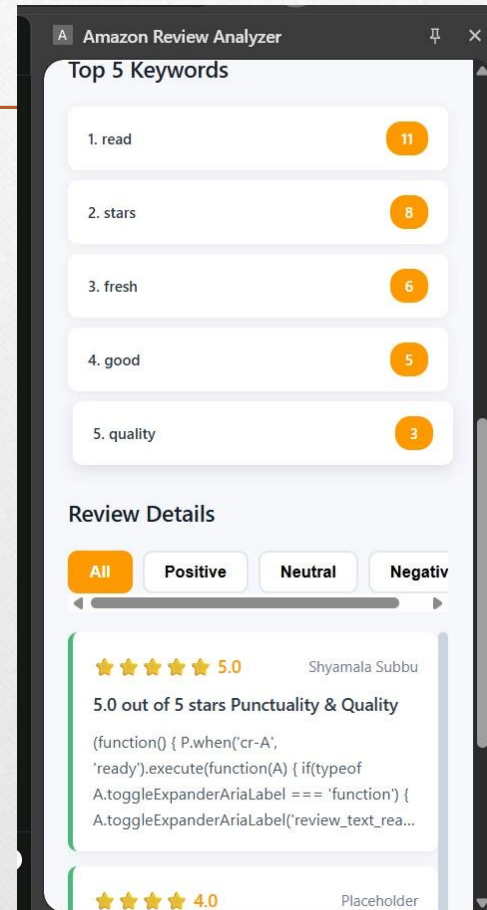 A Amazon Review Analyzer
Top 5 Keywords
1. read 11
2. stars 8
3. fresh 6
4. good 5
5. quality 3
Review Details
All Positive Neutral Negativ
5.0 Shyamala Subbu
5.0 out of 5 stars Punctuality & Quality
(function() { P.when('cr-A',
'ready').execute(function(A) { if(typeof
A.toggleExpanderAriaLabel === 'function') {
A.toggleExpanderAriaLabel('review_text_rea...
4.0 Placeholder